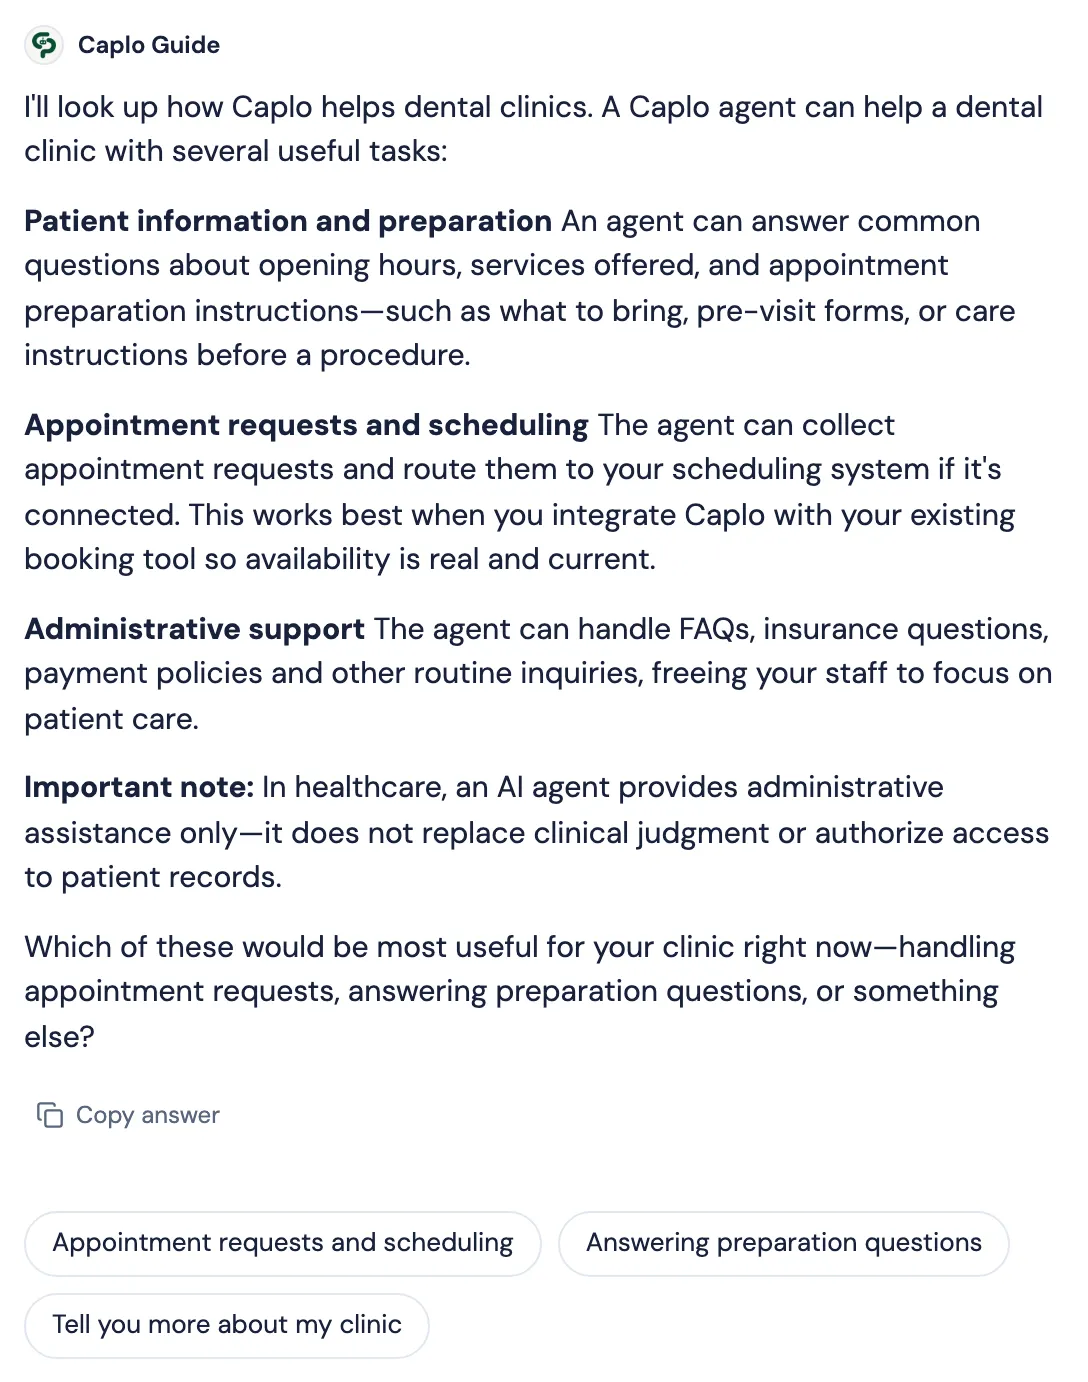 Caplo Guide
I'll look up how Caplo helps dental clinics. A Caplo agent can help a dental
clinic with several useful tasks:
Patient information and preparation An agent can answer common
questions about opening hours, services offered, and appointment
preparation instructions—such as what to bring, pre-visit forms, or care
instructions before a procedure.
Appointment requests and scheduling The agent can collect
appointment requests and route them to your scheduling system if it's
connected. This works best when you integrate Caplo with your existing
booking tool so availability is real and current.
Administrative support The agent can handle FAQs, insurance questions,
payment policies and other routine inquiries, freeing your staff to focus on
patient care.
Important note: In healthcare, an AI agent provides administrative
assistance only—it does not replace clinical judgment or authorize access
to patient records.
Which of these would be most useful for your clinic right now—handling
appointment requests, answering preparation questions, or something
else?
Copy answer
Appointment requests and scheduling
Answering preparation questions
Tell you more about my clinic